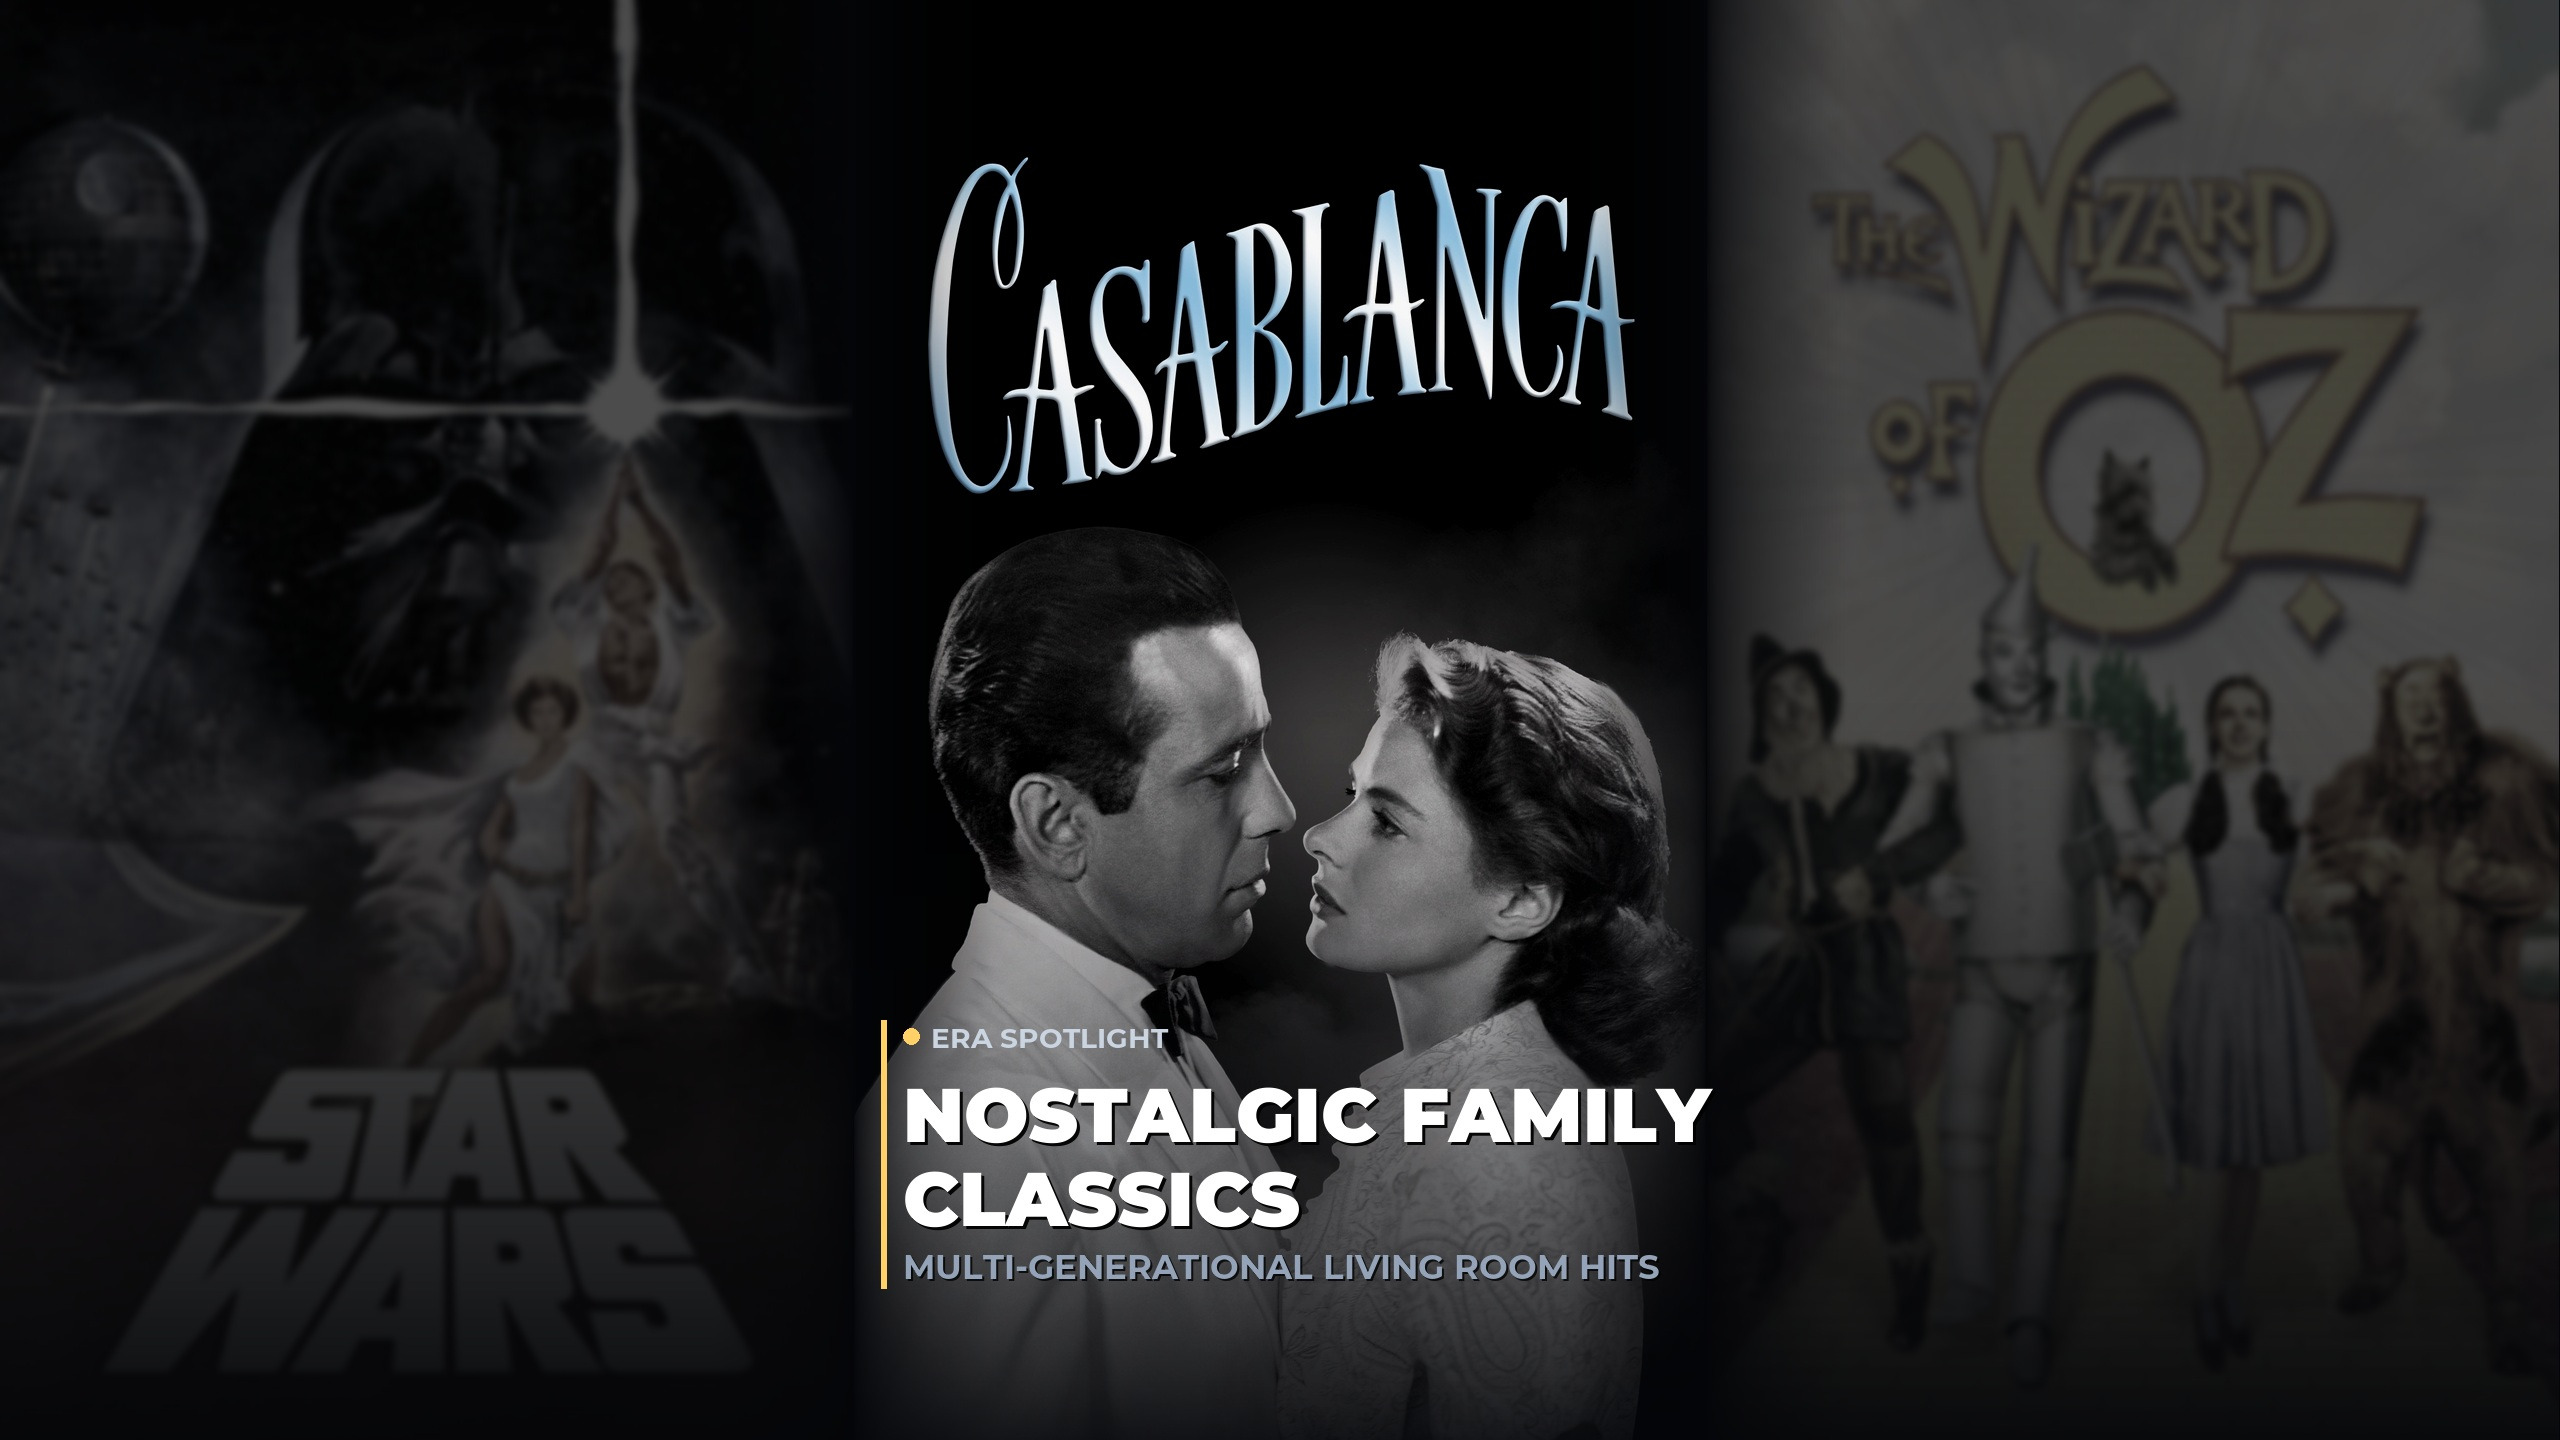 STAR
WARS
CASABLANCA
THE WIZARD
OF OZ
ERA SPOTLIGHT
NOSTALGIC FAMILY
CLASSICS
MULTI-GENERATIONAL LIVING ROOM HITS